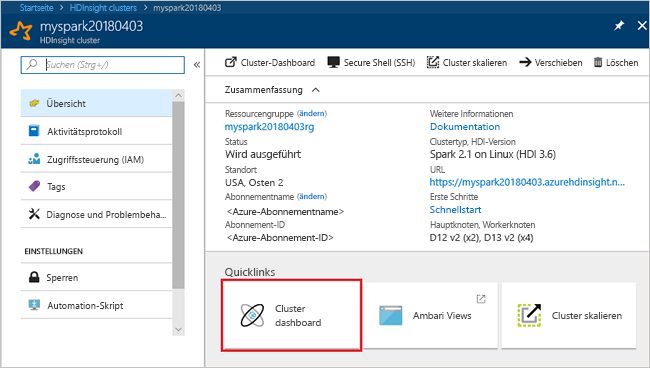 Startseite > HDInsight clusters > myspark20180403
myspark20180403
HDInsight cluster
Suchen (Strg+/)
Übersicht
Aktivitätsprotokoll
Zugriffssteuerung (IAM)
Tags
Diagnose und Problembeha...
EINSTELLUNGEN
Sperren
Automation-Skript
Cluster-Dashboard Secure Shell (SSH) Cluster skalieren Verschieben Löschen
Zusammenfassung
Ressourcengruppe (ändern)
myspark20180403rg
Status
Wird ausgeführt
Standort
USA, Osten 2
Abonnementname (ändern)
<Azure-Abonnementname>
Abonnement-ID
<Azure-Abonnement-ID>
Weitere Informationen
Dokumentation
Clustertyp, HDI-Version
Spark 2.1 on Linux (HDI 3.6)
URL
https://myspark20180403.azurehdinsight.n...
Erste Schritte
Schnellstart
Hauptknoten, Workerknoten
D12 v2 (x2), D13 v2 (x4)
Quicklinks
Cluster
dashboard
Ambari Views
Cluster skalieren